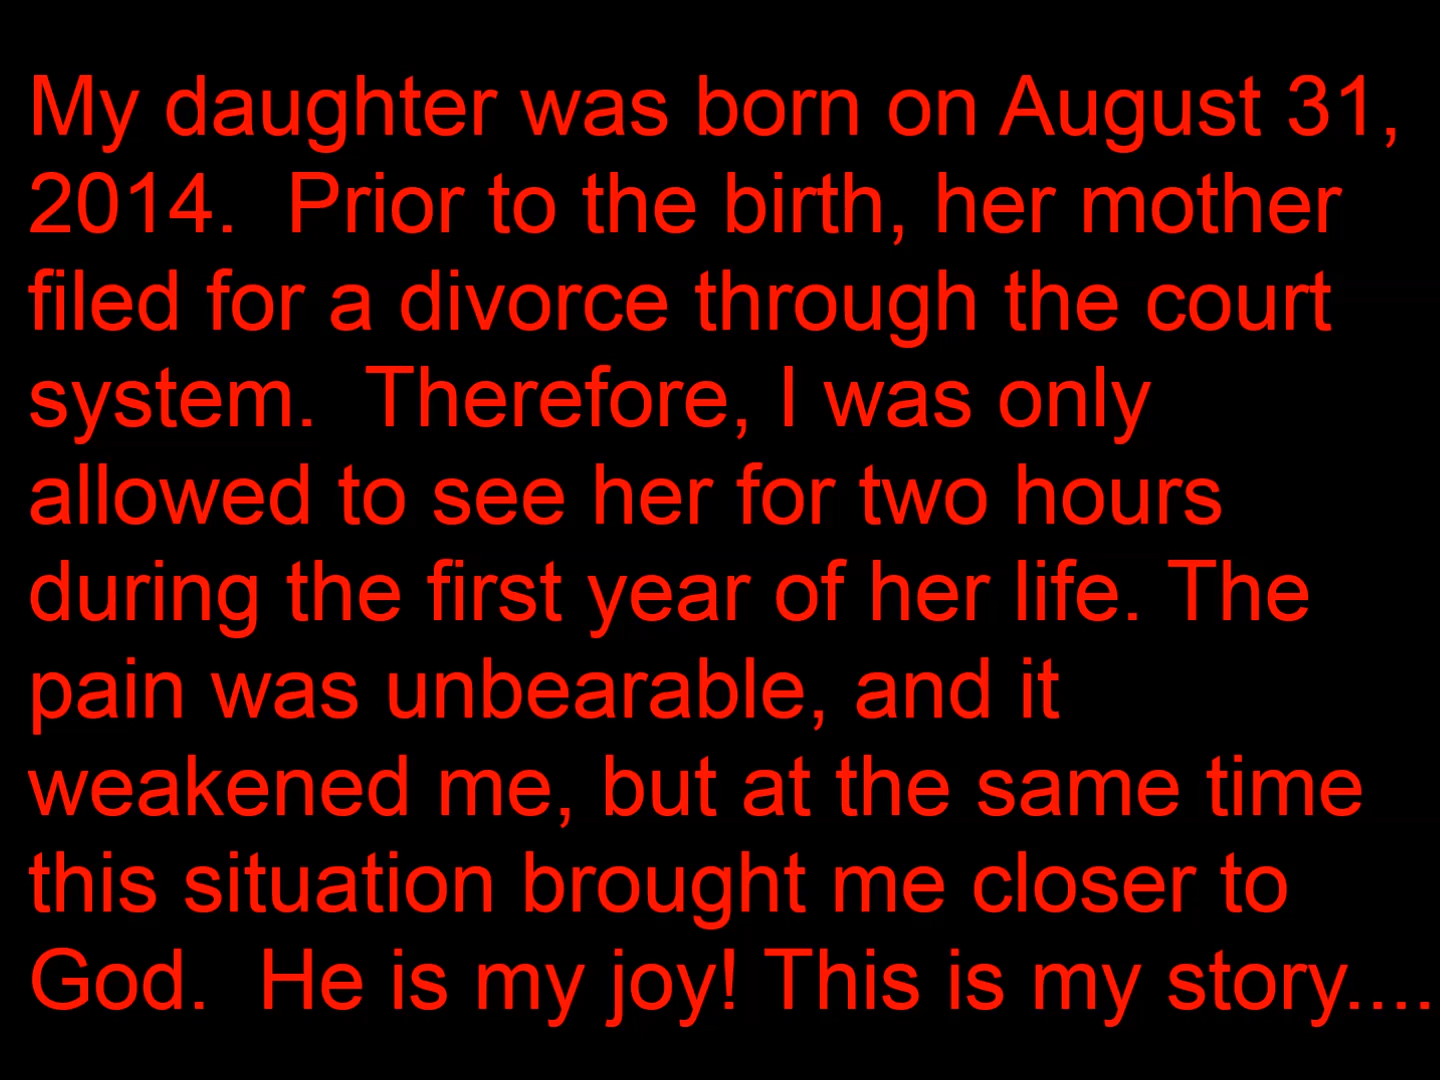 My daughter was born on August 31,
2014.  Prior to the birth, her mother
filed for a divorce through the court
system.  Therefore, I was only
allowed to see her for two hours
during the first year of her life. The
pain was unbearable, and it
weakened me, but at the same time
this situation brought me closer to
God.  He is my joy! This is my story....